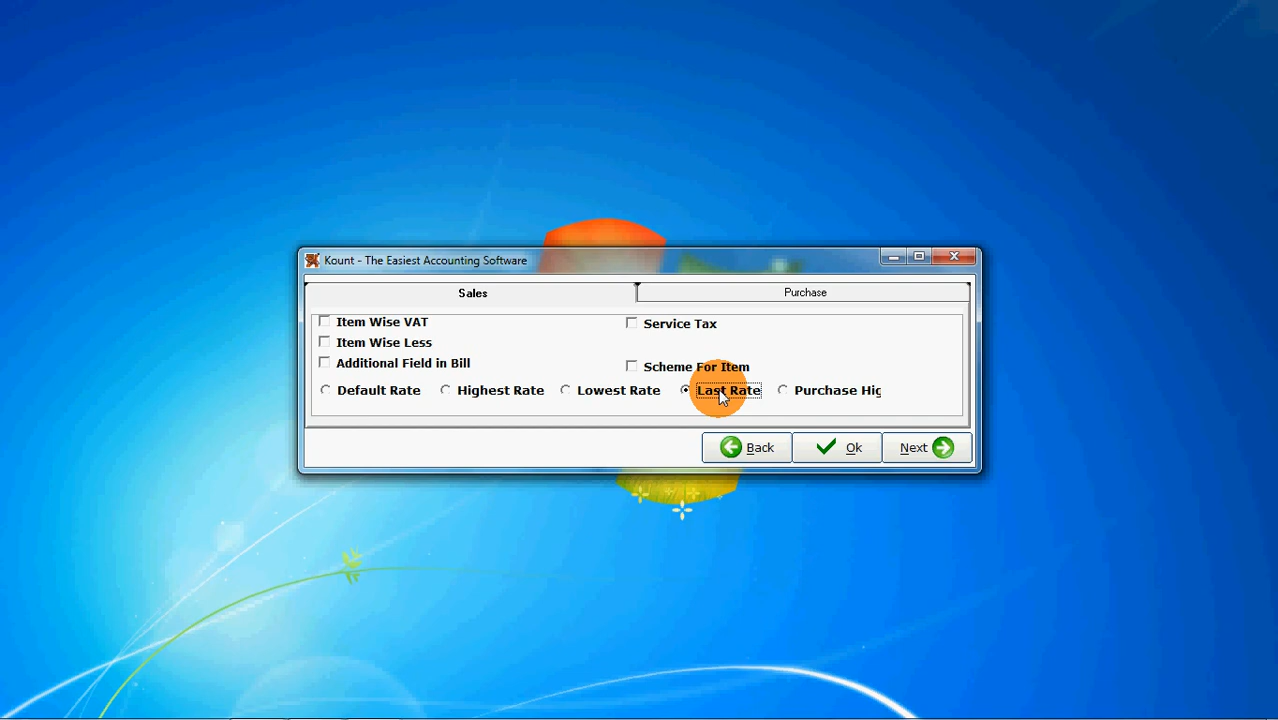 Kount - The Easiest Accounting Software
Sales
Purchase
Item Wise VAT
Service Tax
Item Wise Less
Additional Field in Bill
Scheme For Item
Default Rate
Highest Rate
Lowest Rate
Last Rate
Purchase Hig
Back
Ok
Next